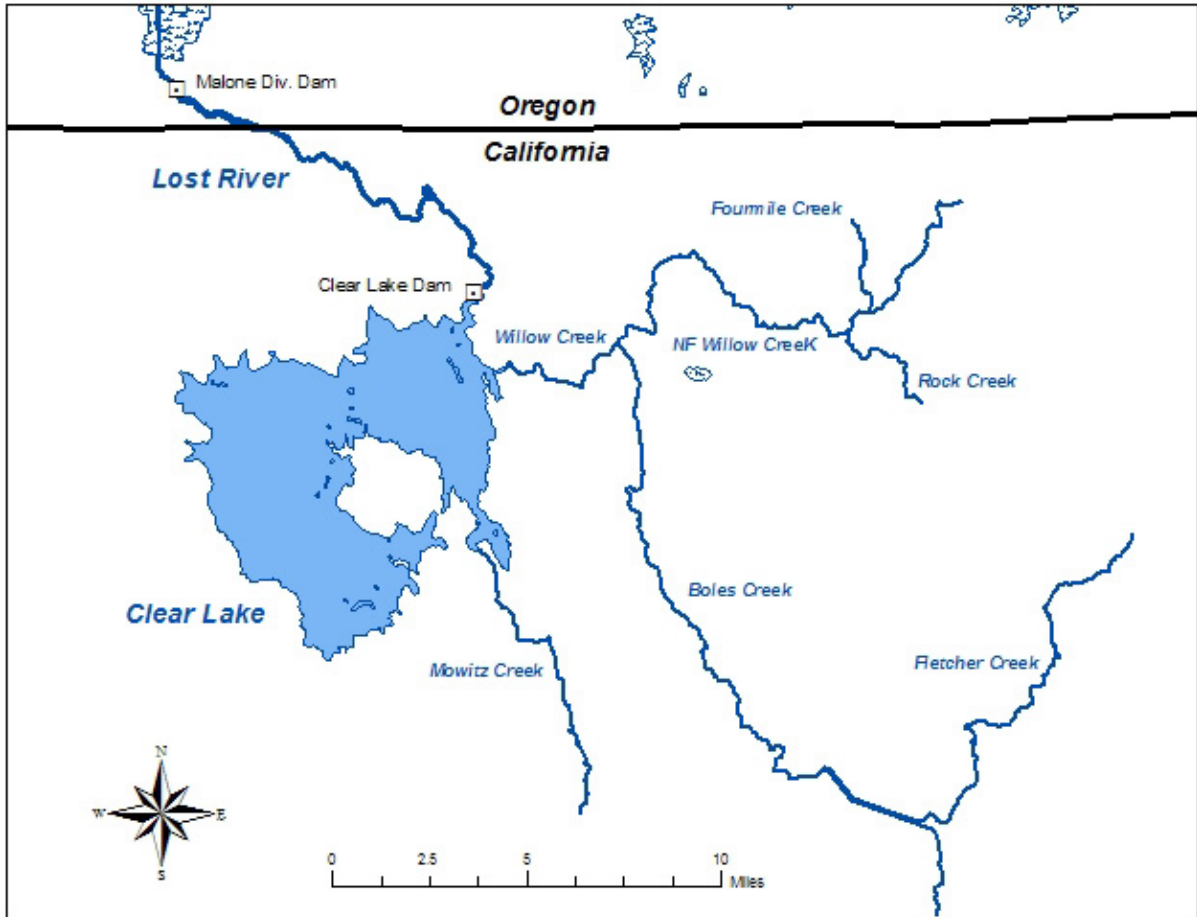 Malone Div. Dam
Oregon
California
Lost River
Fourmile Creek
Clear Lake Dam
Willow Creek
NF Willow CreeK
Rock Creek
Boles Creek
Clear Lake
Fletcher Creek
Mowitz Creek
N
W
E
S
0 2.5 5 10
Miles